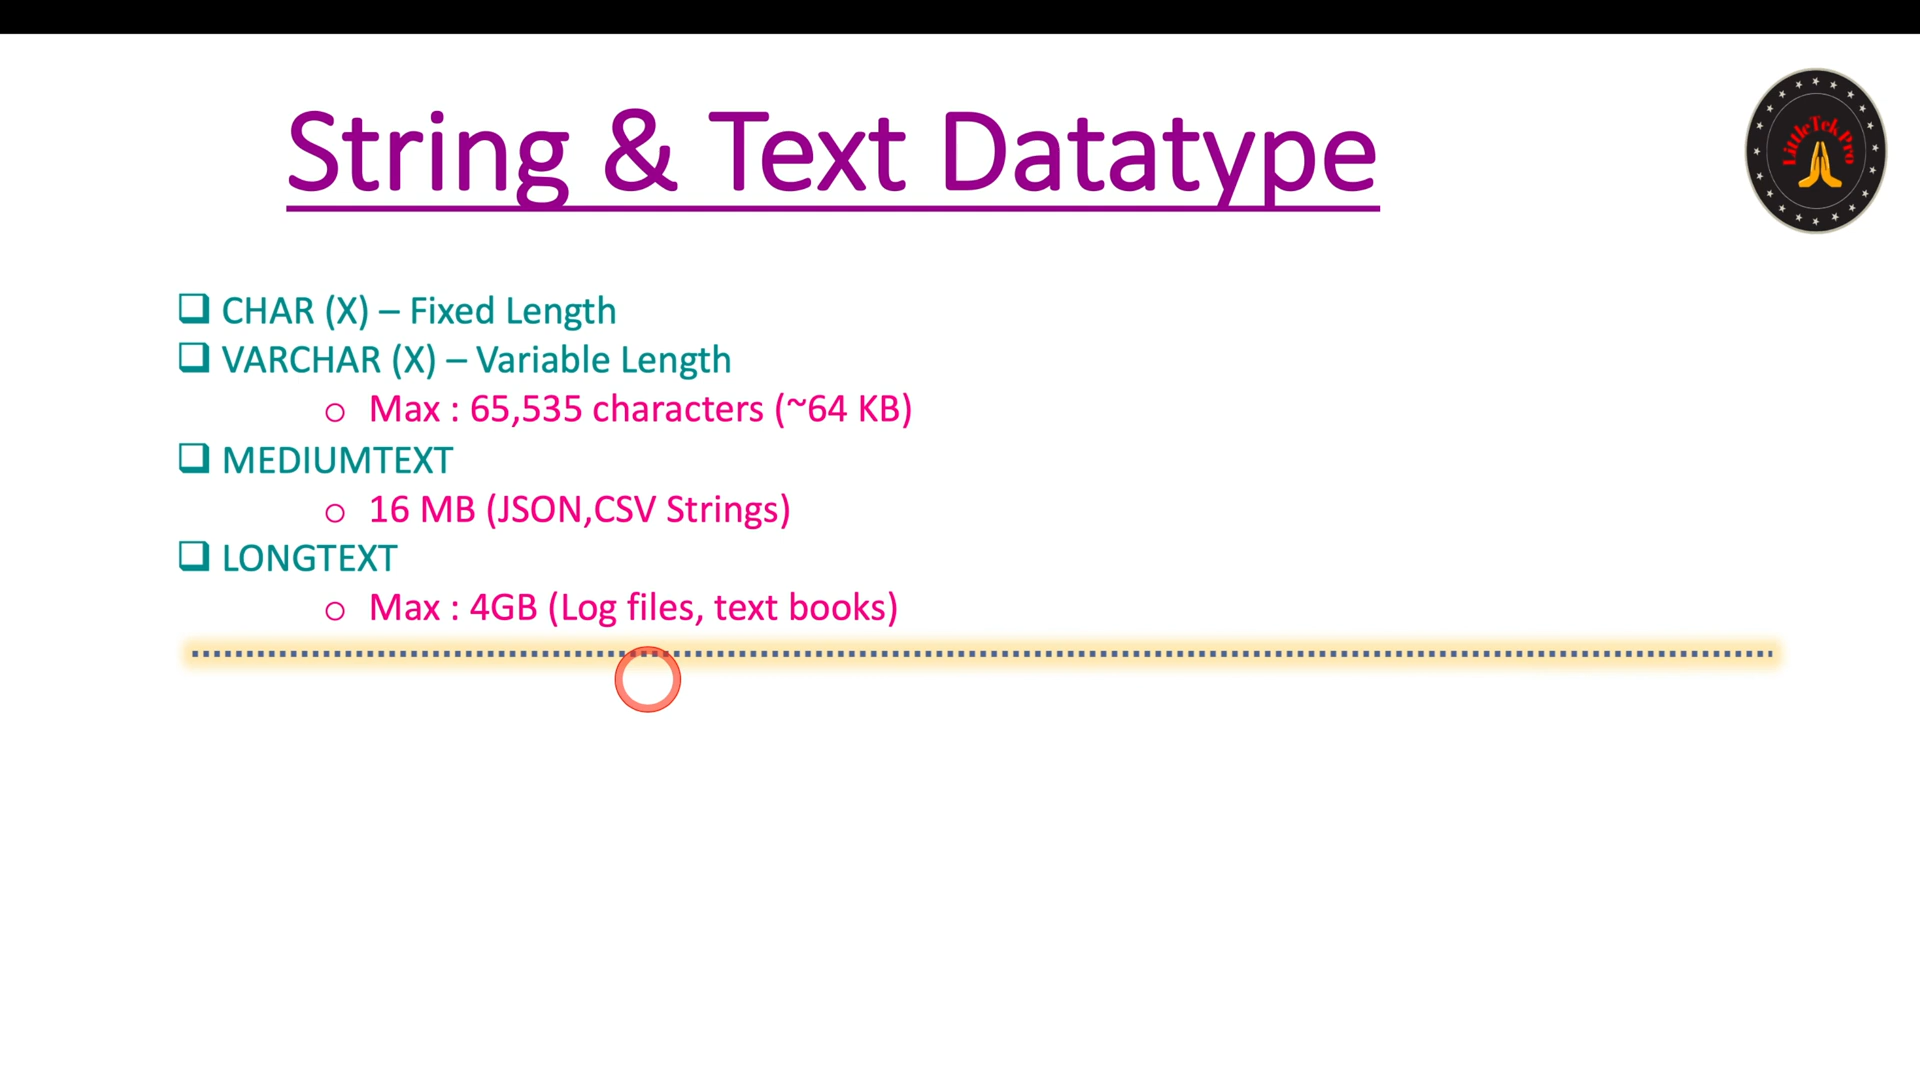 String & Text Datatype
LittleTekPro
CHAR (X) – Fixed Length
VARCHAR (X) – Variable Length
Max : 65,535 characters (~64 KB)
MEDIUMTEXT
16 MB (JSON,CSV Strings)
LONGTEXT
Max : 4GB (Log files, text books)